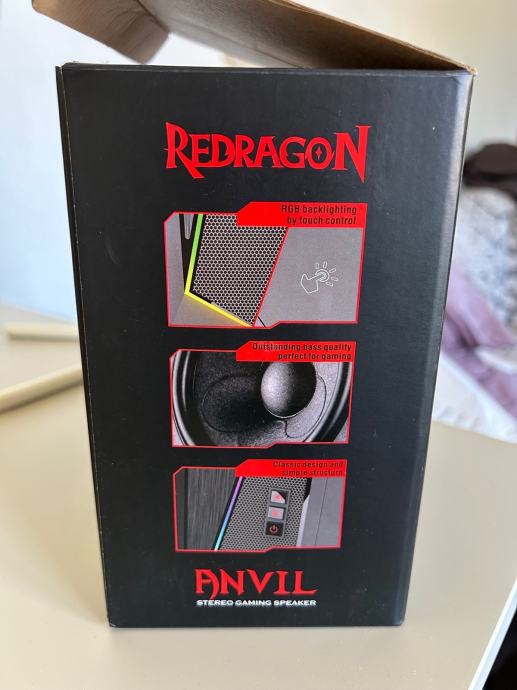 REDRAGON
RGB backlighting
by touch control
Outstanding bass quality
perfect for gaming
Classic design and
simple structure
ANVIL
STEREO GAMING SPEAKER